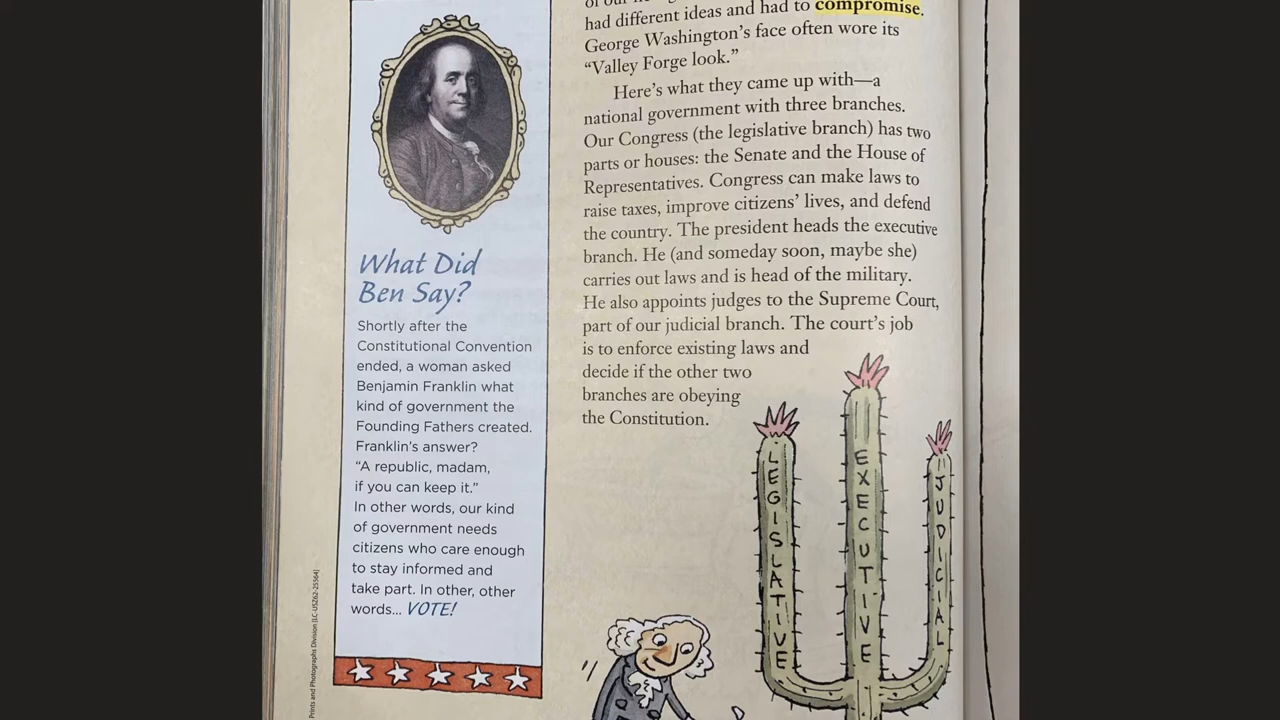 What Did
Ben Say?
Shortly after the
Constitutional Convention
ended, a woman asked
Benjamin Franklin what
kind of government the
Founding Fathers created.
Franklin's answer?
"A republic, madam,
if you can keep it."
In other words, our kind
of government needs
citizens who care enough
to stay informed and
take part. In other, other
words... VOTE!
Prints and Photographs Division [LC-USZ62-25564]
had different ideas and had to compromise.
George Washington's face often wore its
"Valley Forge look."
Here's what they came up with—a
national government with three branches.
Our Congress (the legislative branch) has two
parts or houses: the Senate and the House of
Representatives. Congress can make laws to
raise taxes, improve citizens' lives, and defend
the country. The president heads the executive
branch. He (and someday soon, maybe she)
carries out laws and is head of the military.
He also appoints judges to the Supreme Court,
part of our judicial branch. The court's job
is to enforce existing laws and
decide if the other two
branches are obeying
the Constitution.
LEGISLATIVE
EXECUTIVE
JUDICIAL